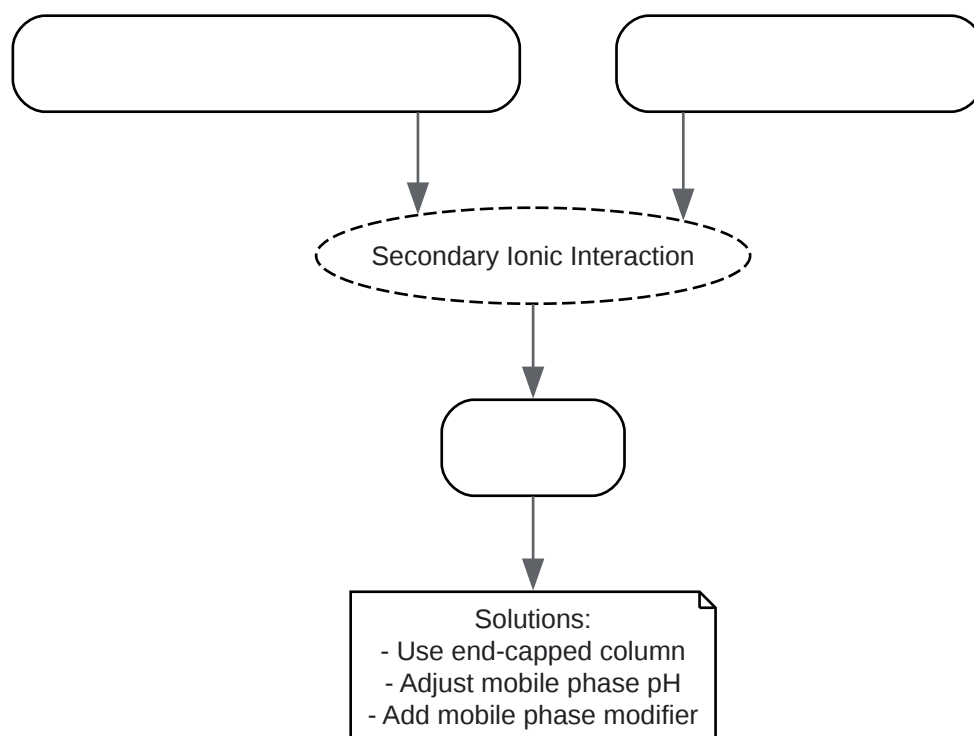 Secondary Ionic Interaction
Solutions:
- Use end-capped column
- Adjust mobile phase pH
- Add mobile phase modifier